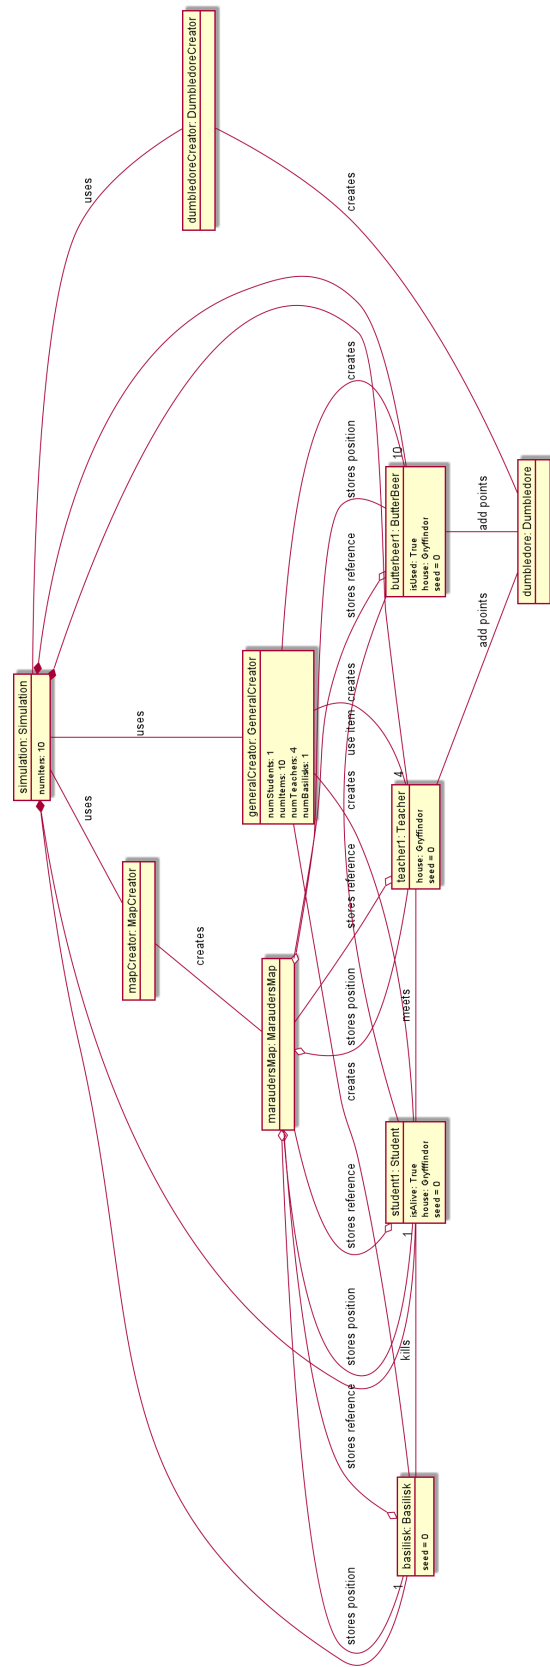 simulation: Simulation
numIters: 10
uses
uses
uses
dumbledoreCreator: DumbledoreCreator
mapCreator: MapCreator
creates
generalCreator: GeneralCreator
numStudents: 1
numItems: 10
numTeachers: 4
numBasilisks: 1
maraudersMap: MaraudersMap
stores position
stores reference
stores position
stores reference
creates
stores position
stores reference
creates
use item
creates
stores reference
stores position
creates
creates
1
basilisk: Basilisk
seed = 0
kills
1
student1: Student
isAlive: True
house: Gryffindor
seed = 0
meets
4
teacher1: Teacher
house: Gryffindor
seed = 0
10
butterbeer1: ButterBeer
isUsed: True
house: Gryffindor
seed = 0
add points
add points
dumbledore: Dumbledore